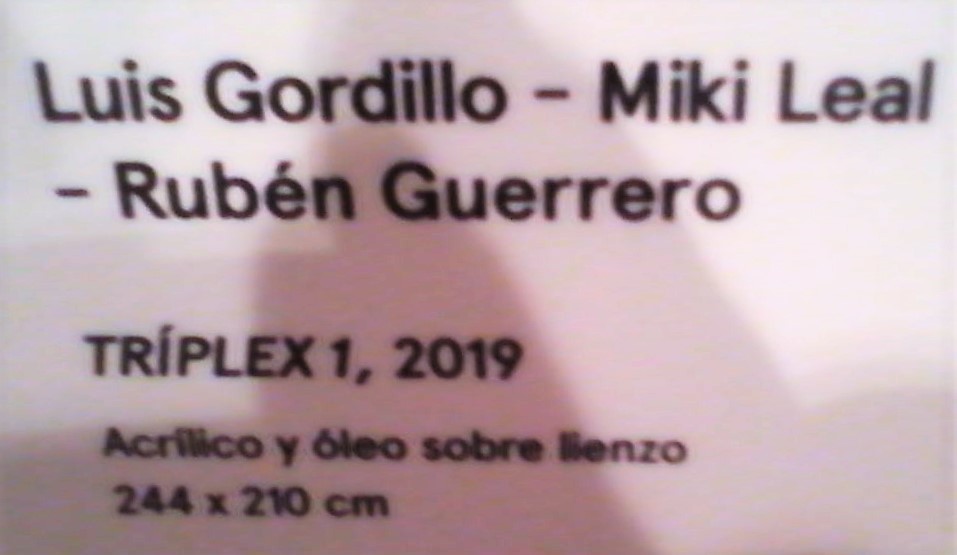 Luis Gordillo - Miki Leal
- Rubén Guerrero
TRÍPLEX 1, 2019
Acrílico y óleo sobre lienzo
244 x 210 cm